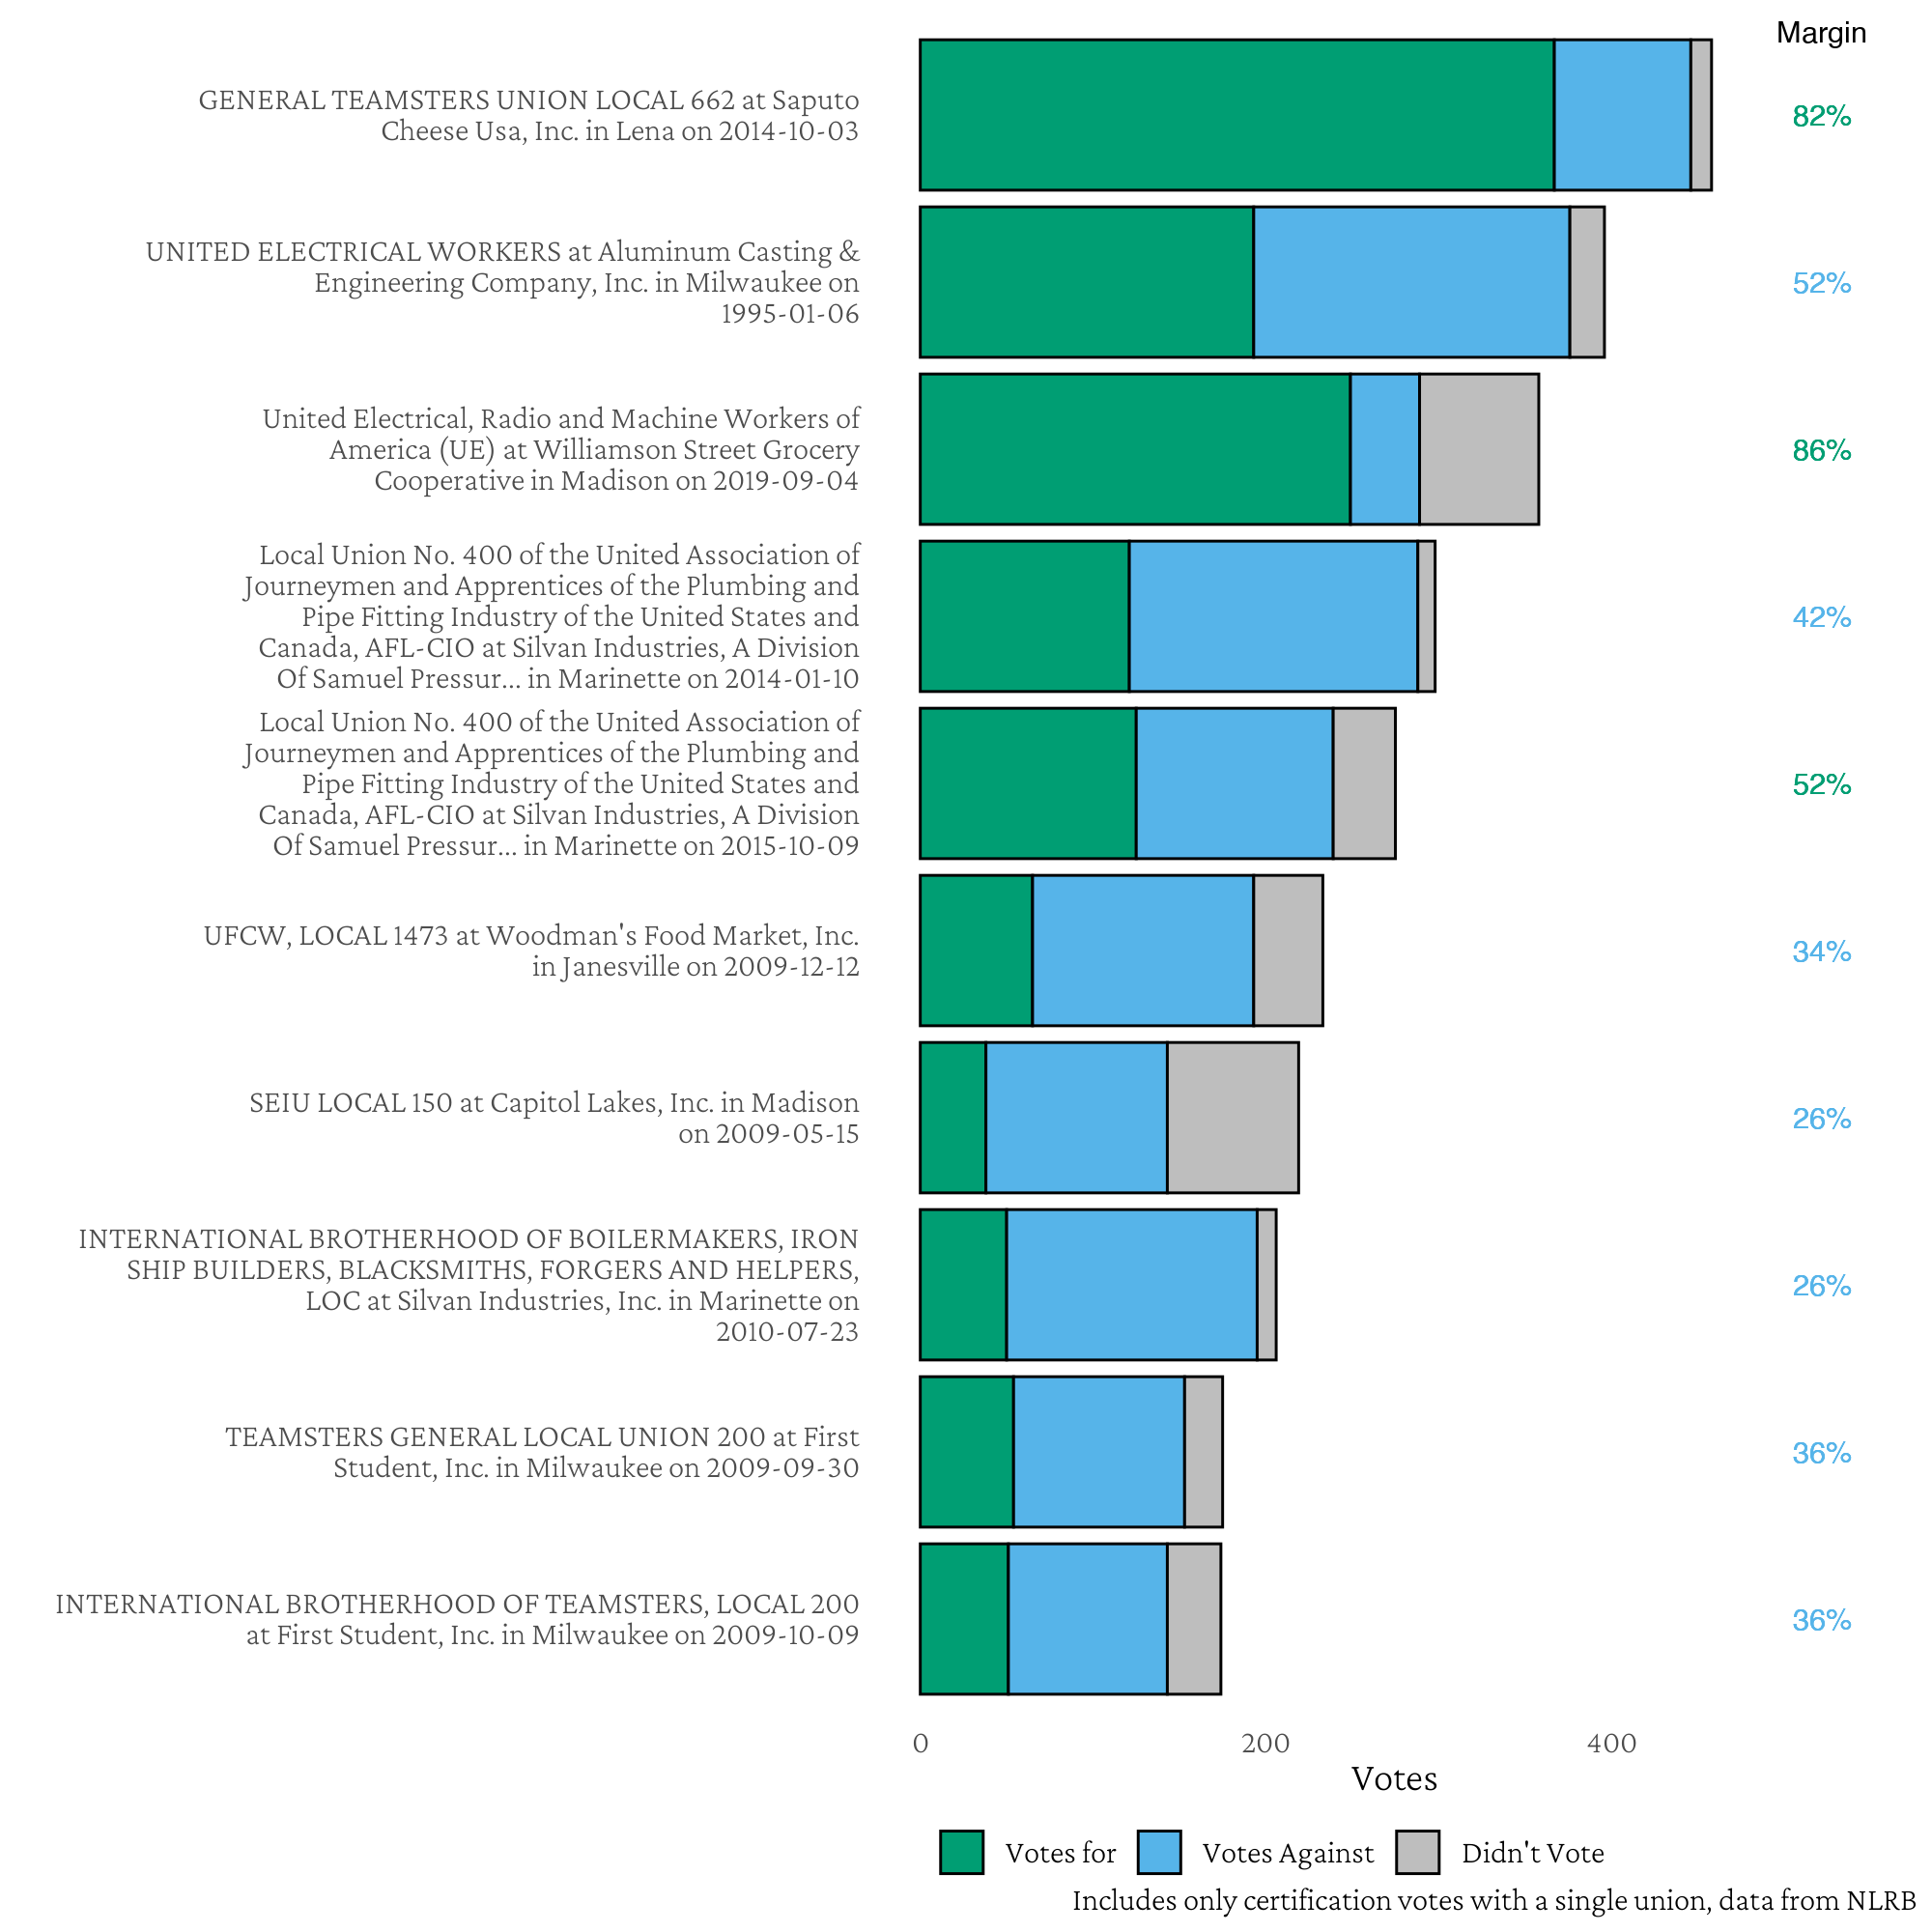 Margin
GENERAL TEAMSTERS UNION LOCAL 662 at Saputo
Cheese Usa, Inc. in Lena on 2014-10-03
82%
UNITED ELECTRICAL WORKERS at Aluminum Casting &
Engineering Company, Inc. in Milwaukee on
1995-01-06
52%
United Electrical, Radio and Machine Workers of
America (UE) at Williamson Street Grocery
Cooperative in Madison on 2019-09-04
86%
Local Union No. 400 of the United Association of
Journeymen and Apprentices of the Plumbing and
Pipe Fitting Industry of the United States and
Canada, AFL-CIO at Silvan Industries, A Division
Of Samuel Pressur... in Marinette on 2014-01-10
42%
Local Union No. 400 of the United Association of
Journeymen and Apprentices of the Plumbing and
Pipe Fitting Industry of the United States and
Canada, AFL-CIO at Silvan Industries, A Division
Of Samuel Pressur... in Marinette on 2015-10-09
52%
UFCW, LOCAL 1473 at Woodman's Food Market, Inc.
in Janesville on 2009-12-12
34%
SEIU LOCAL 150 at Capitol Lakes, Inc. in Madison
on 2009-05-15
26%
INTERNATIONAL BROTHERHOOD OF BOILERMAKERS, IRON
SHIP BUILDERS, BLACKSMITHS, FORGERS AND HELPERS,
LOC at Silvan Industries, Inc. in Marinette on
2010-07-23
26%
TEAMSTERS GENERAL LOCAL UNION 200 at First
Student, Inc. in Milwaukee on 2009-09-30
36%
INTERNATIONAL BROTHERHOOD OF TEAMSTERS, LOCAL 200
at First Student, Inc. in Milwaukee on 2009-10-09
36%
0 200 400
Votes
Votes for Votes Against Didn't Vote
Includes only certification votes with a single union, data from NLRB